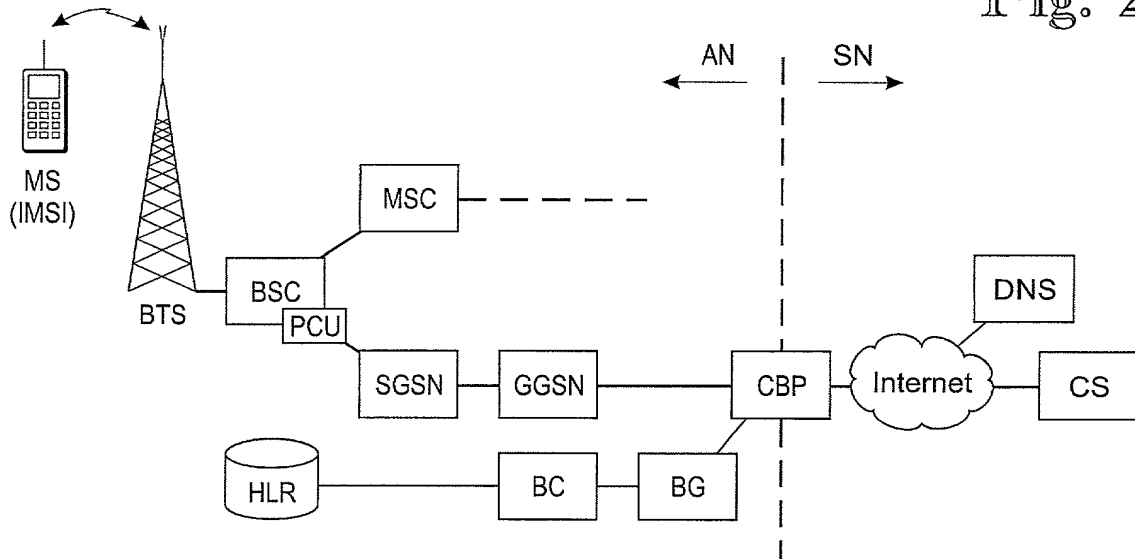 Fig. 2
AN
SN
MS
(IMSI)
MSC
BTS
BSC
PCU
DNS
SGSN
GGSN
CBP
Internet
CS
HLR
BC
BG